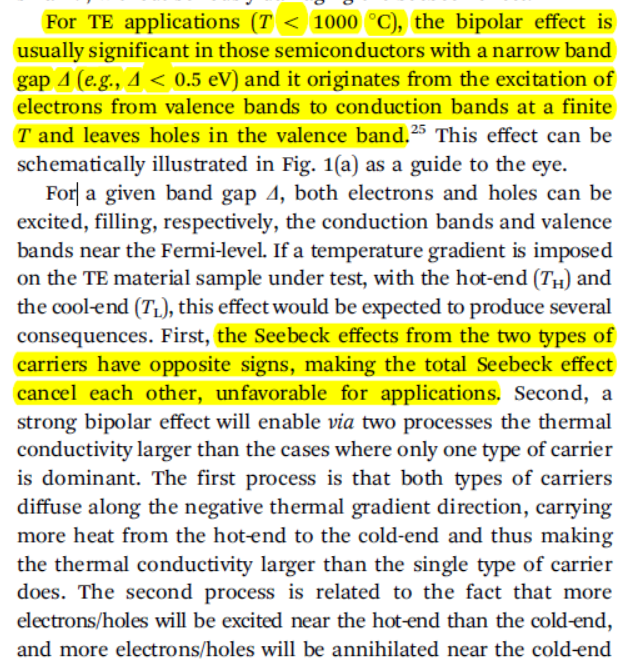 For TE applications (T < 1000 °C), the bipolar effect is
usually significant in those semiconductors with a narrow band
gap Δ (e.g., Δ < 0.5 eV) and it originates from the excitation of
electrons from valence bands to conduction bands at a finite
T and leaves holes in the valence band.25 This effect can be
schematically illustrated in Fig. 1(a) as a guide to the eye.
For a given band gap Δ, both electrons and holes can be
excited, filling, respectively, the conduction bands and valence
bands near the Fermi-level. If a temperature gradient is imposed
on the TE material sample under test, with the hot-end (TH) and
the cool-end (TL), this effect would be expected to produce several
consequences. First, the Seebeck effects from the two types of
carriers have opposite signs, making the total Seebeck effect
cancel each other, unfavorable for applications. Second, a
strong bipolar effect will enable via two processes the thermal
conductivity larger than the cases where only one type of carrier
is dominant. The first process is that both types of carriers
diffuse along the negative thermal gradient direction, carrying
more heat from the hot-end to the cold-end and thus making
the thermal conductivity larger than the single type of carrier
does. The second process is related to the fact that more
electrons/holes will be excited near the hot-end than the cold-end,
and more electrons/holes will be annihilated near the cold-end